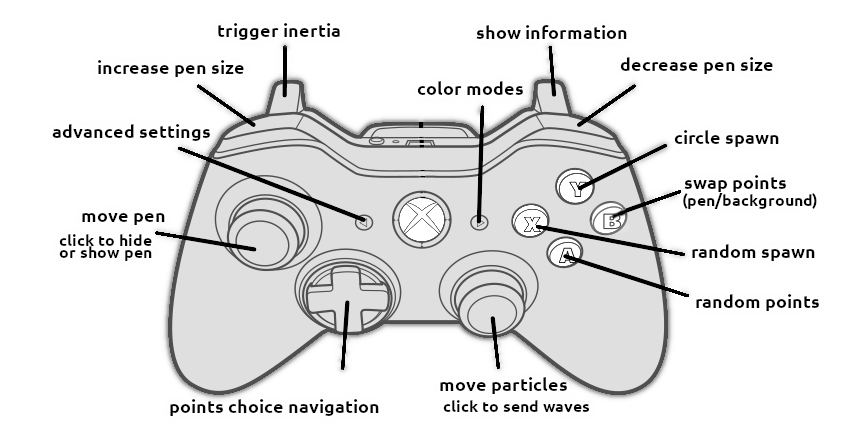 trigger inertia
show information
increase pen size
decrease pen size
color modes
advanced settings
circle spawn
swap points
(pen/background)
move pen
click to hide
or show pen
random spawn
random points
move particles
click to send waves
points choice navigation
Y
B
X
A